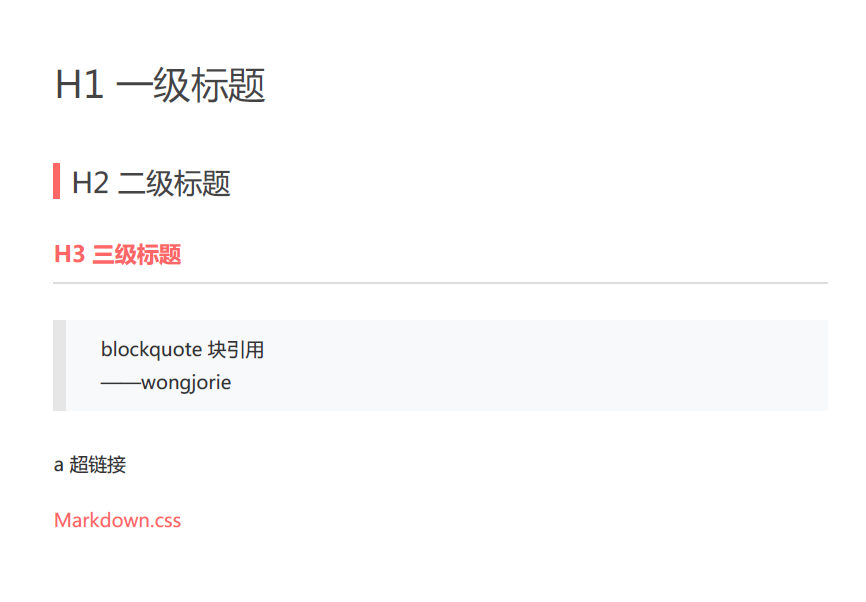 H1 一级标题
H2 二级标题
H3 三级标题
blockquote 块引用
——wongjorie
a 超链接
Markdown.css